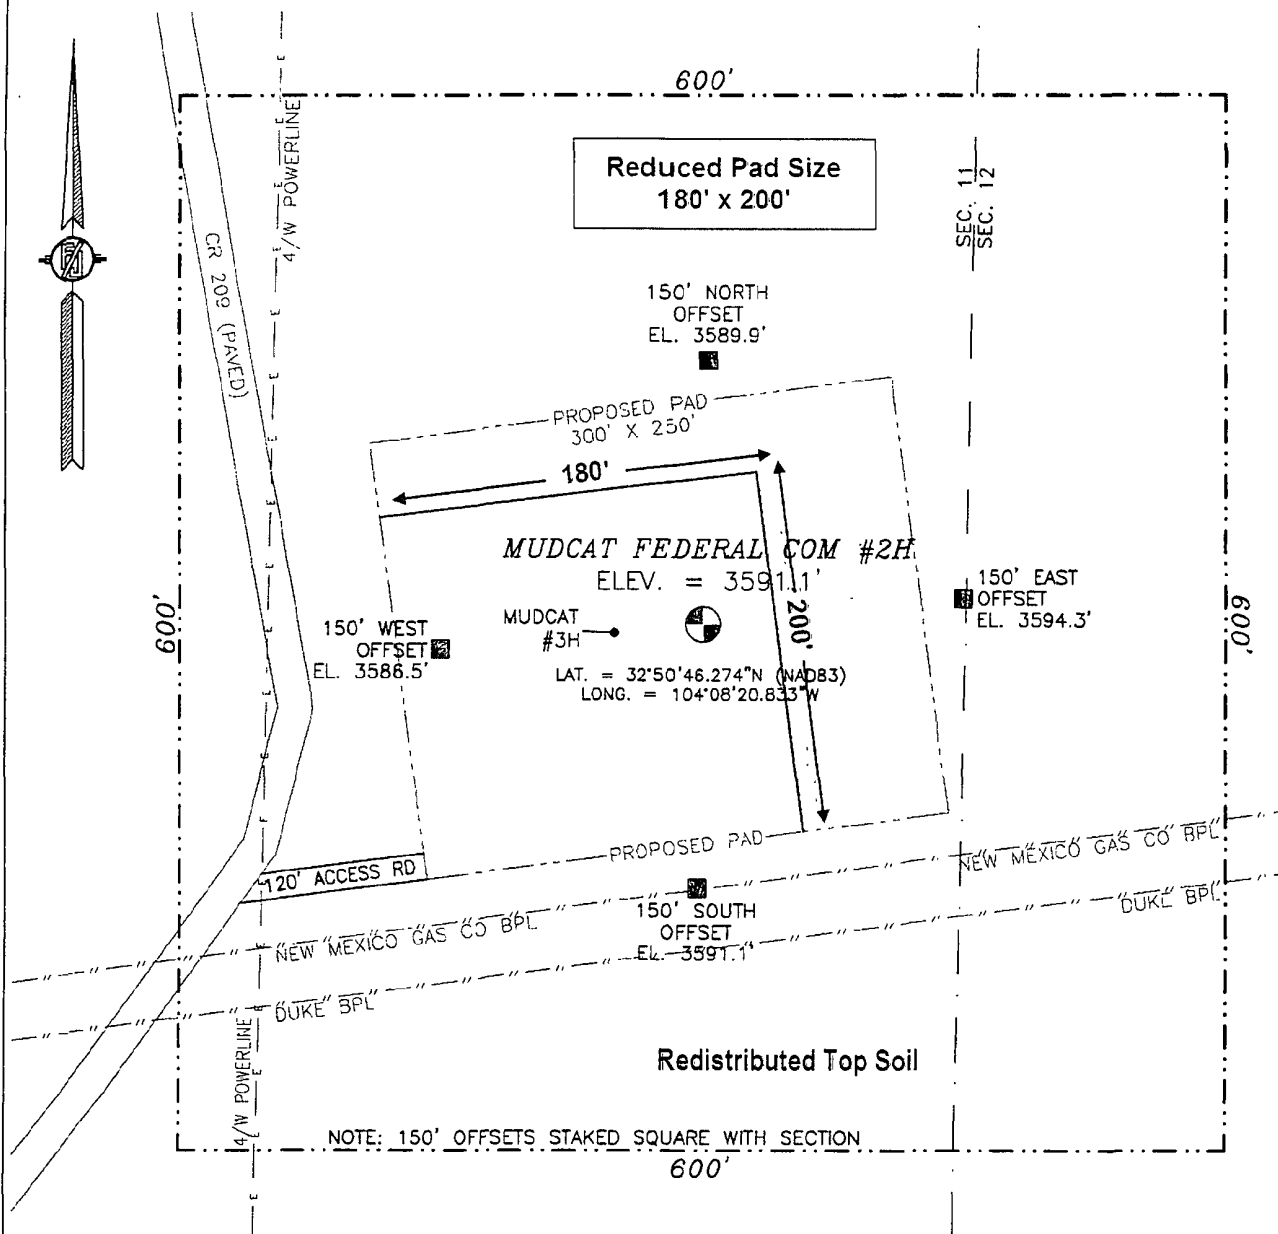 600'
Reduced Pad Size
180' x 200'
4/W POWERLINE
SEC. 11
SEC. 12
CR 209 (PAVED)
150' NORTH
OFFSET
EL. 3589.9'
PROPOSED PAD
300' X 250'
180'
MUDCAT FEDERAL COM #2H
ELEV. = 3591.1'
150' EAST
OFFSET
EL. 3594.3'
600'
600'
MUDCAT
#3H
200'
150' WEST
OFFSET
EL. 3586.5'
LAT. = 32°50'46.274"N (NAD83)
LONG. = 104°08'20.833"W
PROPOSED PAD
NEW MEXICO GAS CO BPL
120' ACCESS RD
DUKE BPL
150' SOUTH
OFFSET
EL. 3591.1'
NEW MEXICO GAS CO BPL
DUKE BPL
4/W POWERLINE
Redistributed Top Soil
NOTE: 150' OFFSETS STAKED SQUARE WITH SECTION
600'